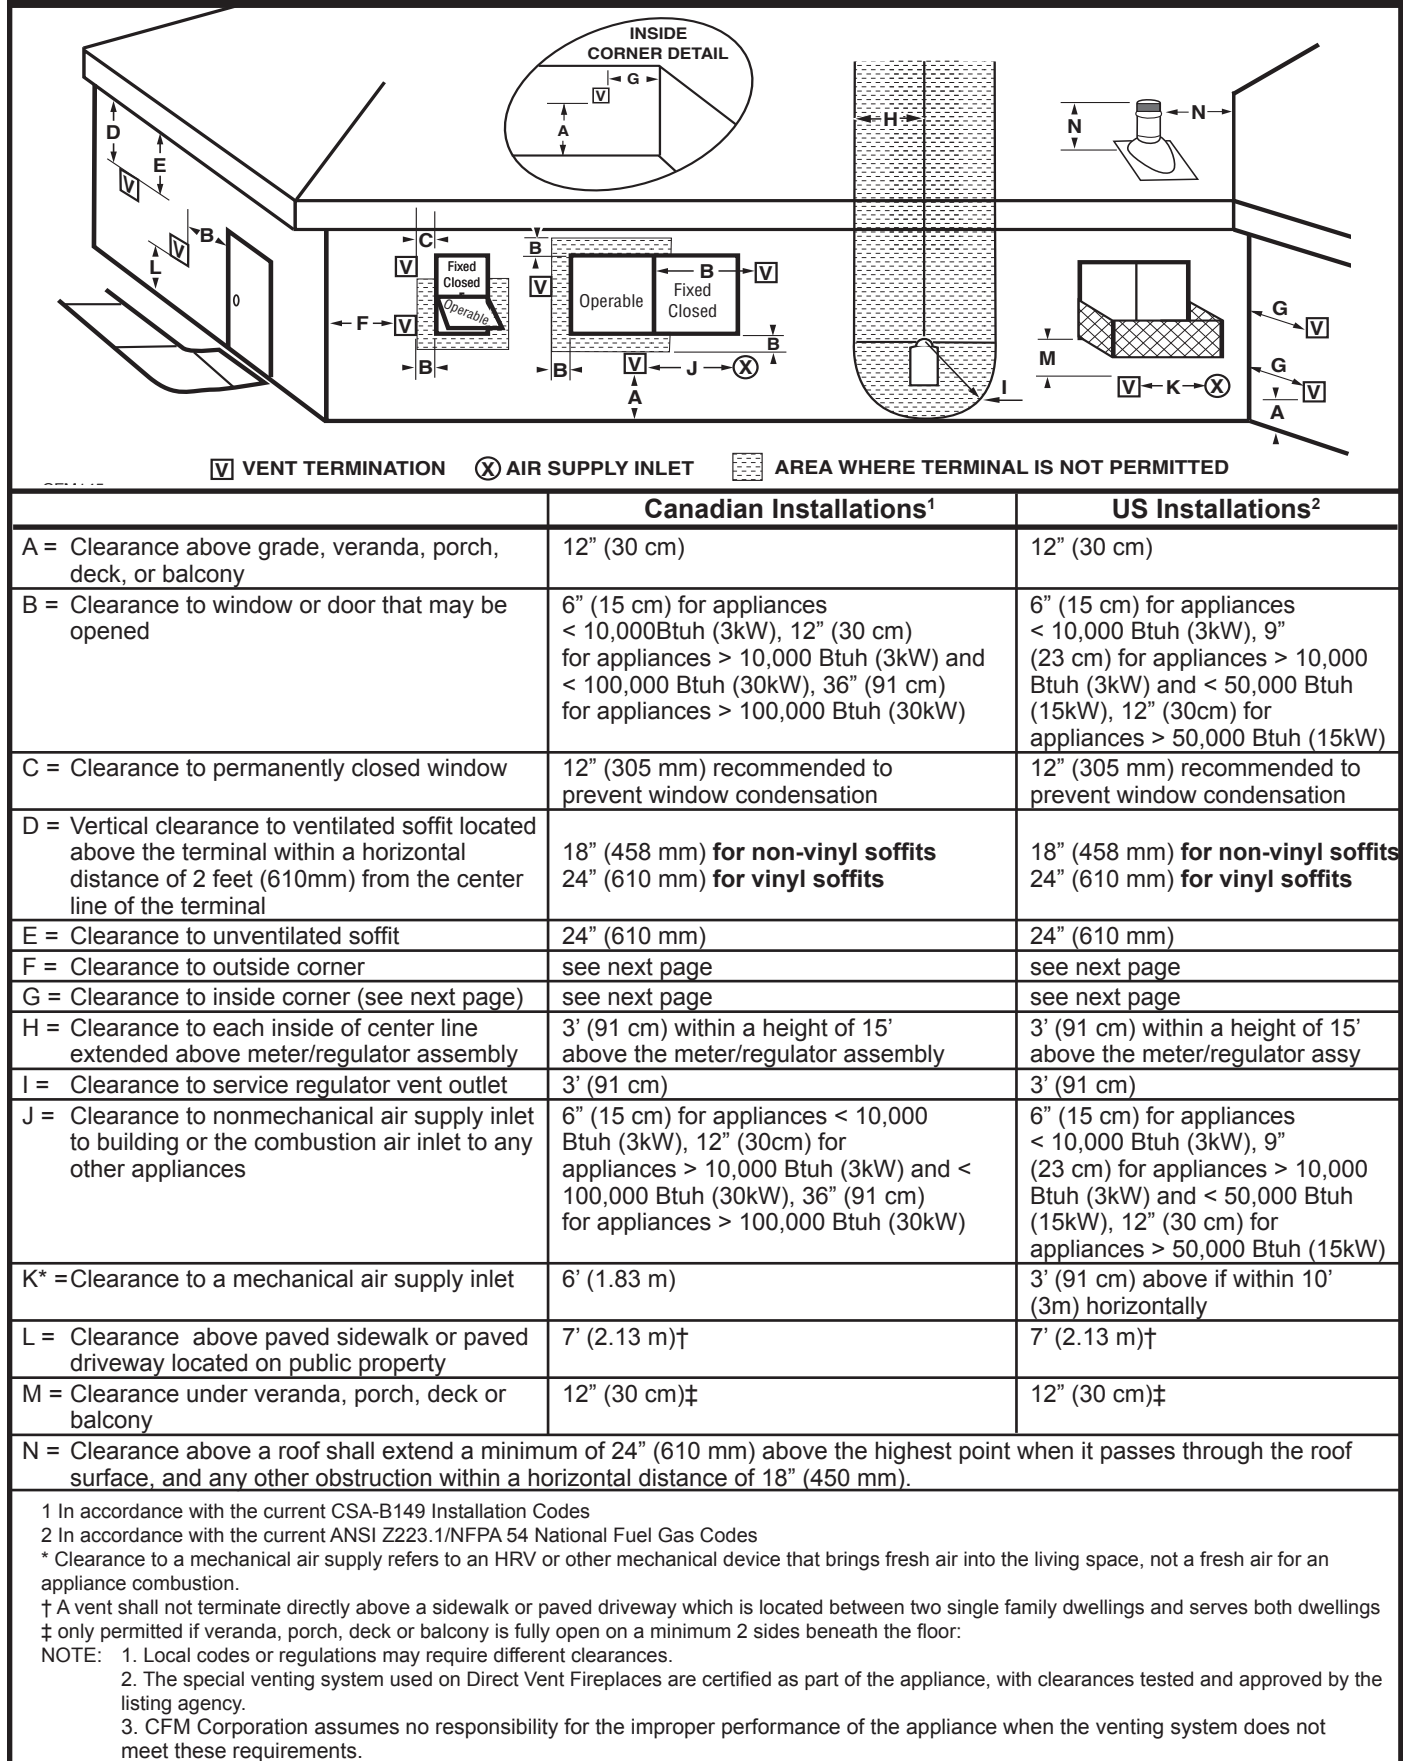 INSIDE
CORNER DETAIL
G
V
A
D
E
V
B
V
L
F
C
V
Fixed
Closed
Operable
V
B
B
V
Operable
B
Fixed
Closed
V
B
B
V
J
X
A
H
I
N
N
M
V
K
X
G
V
G
V
A
V VENT TERMINATION
X AIR SUPPLY INLET
AREA WHERE TERMINAL IS NOT PERMITTED
Canadian Installations¹
US Installations²
A = Clearance above grade, veranda, porch,
deck, or balcony
12” (30 cm)
12” (30 cm)
B = Clearance to window or door that may be
opened
6” (15 cm) for appliances
< 10,000Btuh (3kW), 12” (30 cm)
for appliances > 10,000 Btuh (3kW) and
< 100,000 Btuh (30kW), 36” (91 cm)
for appliances > 100,000 Btuh (30kW)
6” (15 cm) for appliances
< 10,000 Btuh (3kW), 9”
(23 cm) for appliances > 10,000
Btuh (3kW) and < 50,000 Btuh
(15kW), 12” (30cm) for
appliances > 50,000 Btuh (15kW)
C = Clearance to permanently closed window
12” (305 mm) recommended to
prevent window condensation
12” (305 mm) recommended to
prevent window condensation
D = Vertical clearance to ventilated soffit located
above the terminal within a horizontal
distance of 2 feet (610mm) from the center
line of the terminal
18” (458 mm) for non-vinyl soffits
24” (610 mm) for vinyl soffits
18” (458 mm) for non-vinyl soffits
24” (610 mm) for vinyl soffits
E = Clearance to unventilated soffit
24” (610 mm)
24” (610 mm)
F = Clearance to outside corner
see next page
see next page
G = Clearance to inside corner (see next page)
see next page
see next page
H = Clearance to each inside of center line
extended above meter/regulator assembly
3’ (91 cm) within a height of 15’
above the meter/regulator assembly
3’ (91 cm) within a height of 15’
above the meter/regulator assy
I = Clearance to service regulator vent outlet
3’ (91 cm)
3’ (91 cm)
J = Clearance to nonmechanical air supply inlet
to building or the combustion air inlet to any
other appliances
6” (15 cm) for appliances < 10,000
Btuh (3kW), 12” (30cm) for
appliances > 10,000 Btuh (3kW) and <
100,000 Btuh (30kW), 36” (91 cm)
for appliances > 100,000 Btuh (30kW)
6” (15 cm) for appliances
< 10,000 Btuh (3kW), 9”
(23 cm) for appliances > 10,000
Btuh (3kW) and < 50,000 Btuh
(15kW), 12” (30 cm) for
appliances > 50,000 Btuh (15kW)
K* = Clearance to a mechanical air supply inlet
6’ (1.83 m)
3’ (91 cm) above if within 10’
(3m) horizontally
L = Clearance above paved sidewalk or paved
driveway located on public property
7’ (2.13 m)†
7’ (2.13 m)†
M = Clearance under veranda, porch, deck or
balcony
12” (30 cm)‡
12” (30 cm)‡
N = Clearance above a roof shall extend a minimum of 24” (610 mm) above the highest point when it passes through the roof
surface, and any other obstruction within a horizontal distance of 18” (450 mm).
1 In accordance with the current CSA-B149 Installation Codes
2 In accordance with the current ANSI Z223.1/NFPA 54 National Fuel Gas Codes
* Clearance to a mechanical air supply refers to an HRV or other mechanical device that brings fresh air into the living space, not a fresh air for an
appliance combustion.
† A vent shall not terminate directly above a sidewalk or paved driveway which is located between two single family dwellings and serves both dwellings
‡ only permitted if veranda, porch, deck or balcony is fully open on a minimum 2 sides beneath the floor:
NOTE: 1. Local codes or regulations may require different clearances.
2. The special venting system used on Direct Vent Fireplaces are certified as part of the appliance, with clearances tested and approved by the
listing agency.
3. CFM Corporation assumes no responsibility for the improper performance of the appliance when the venting system does not
meet these requirements.